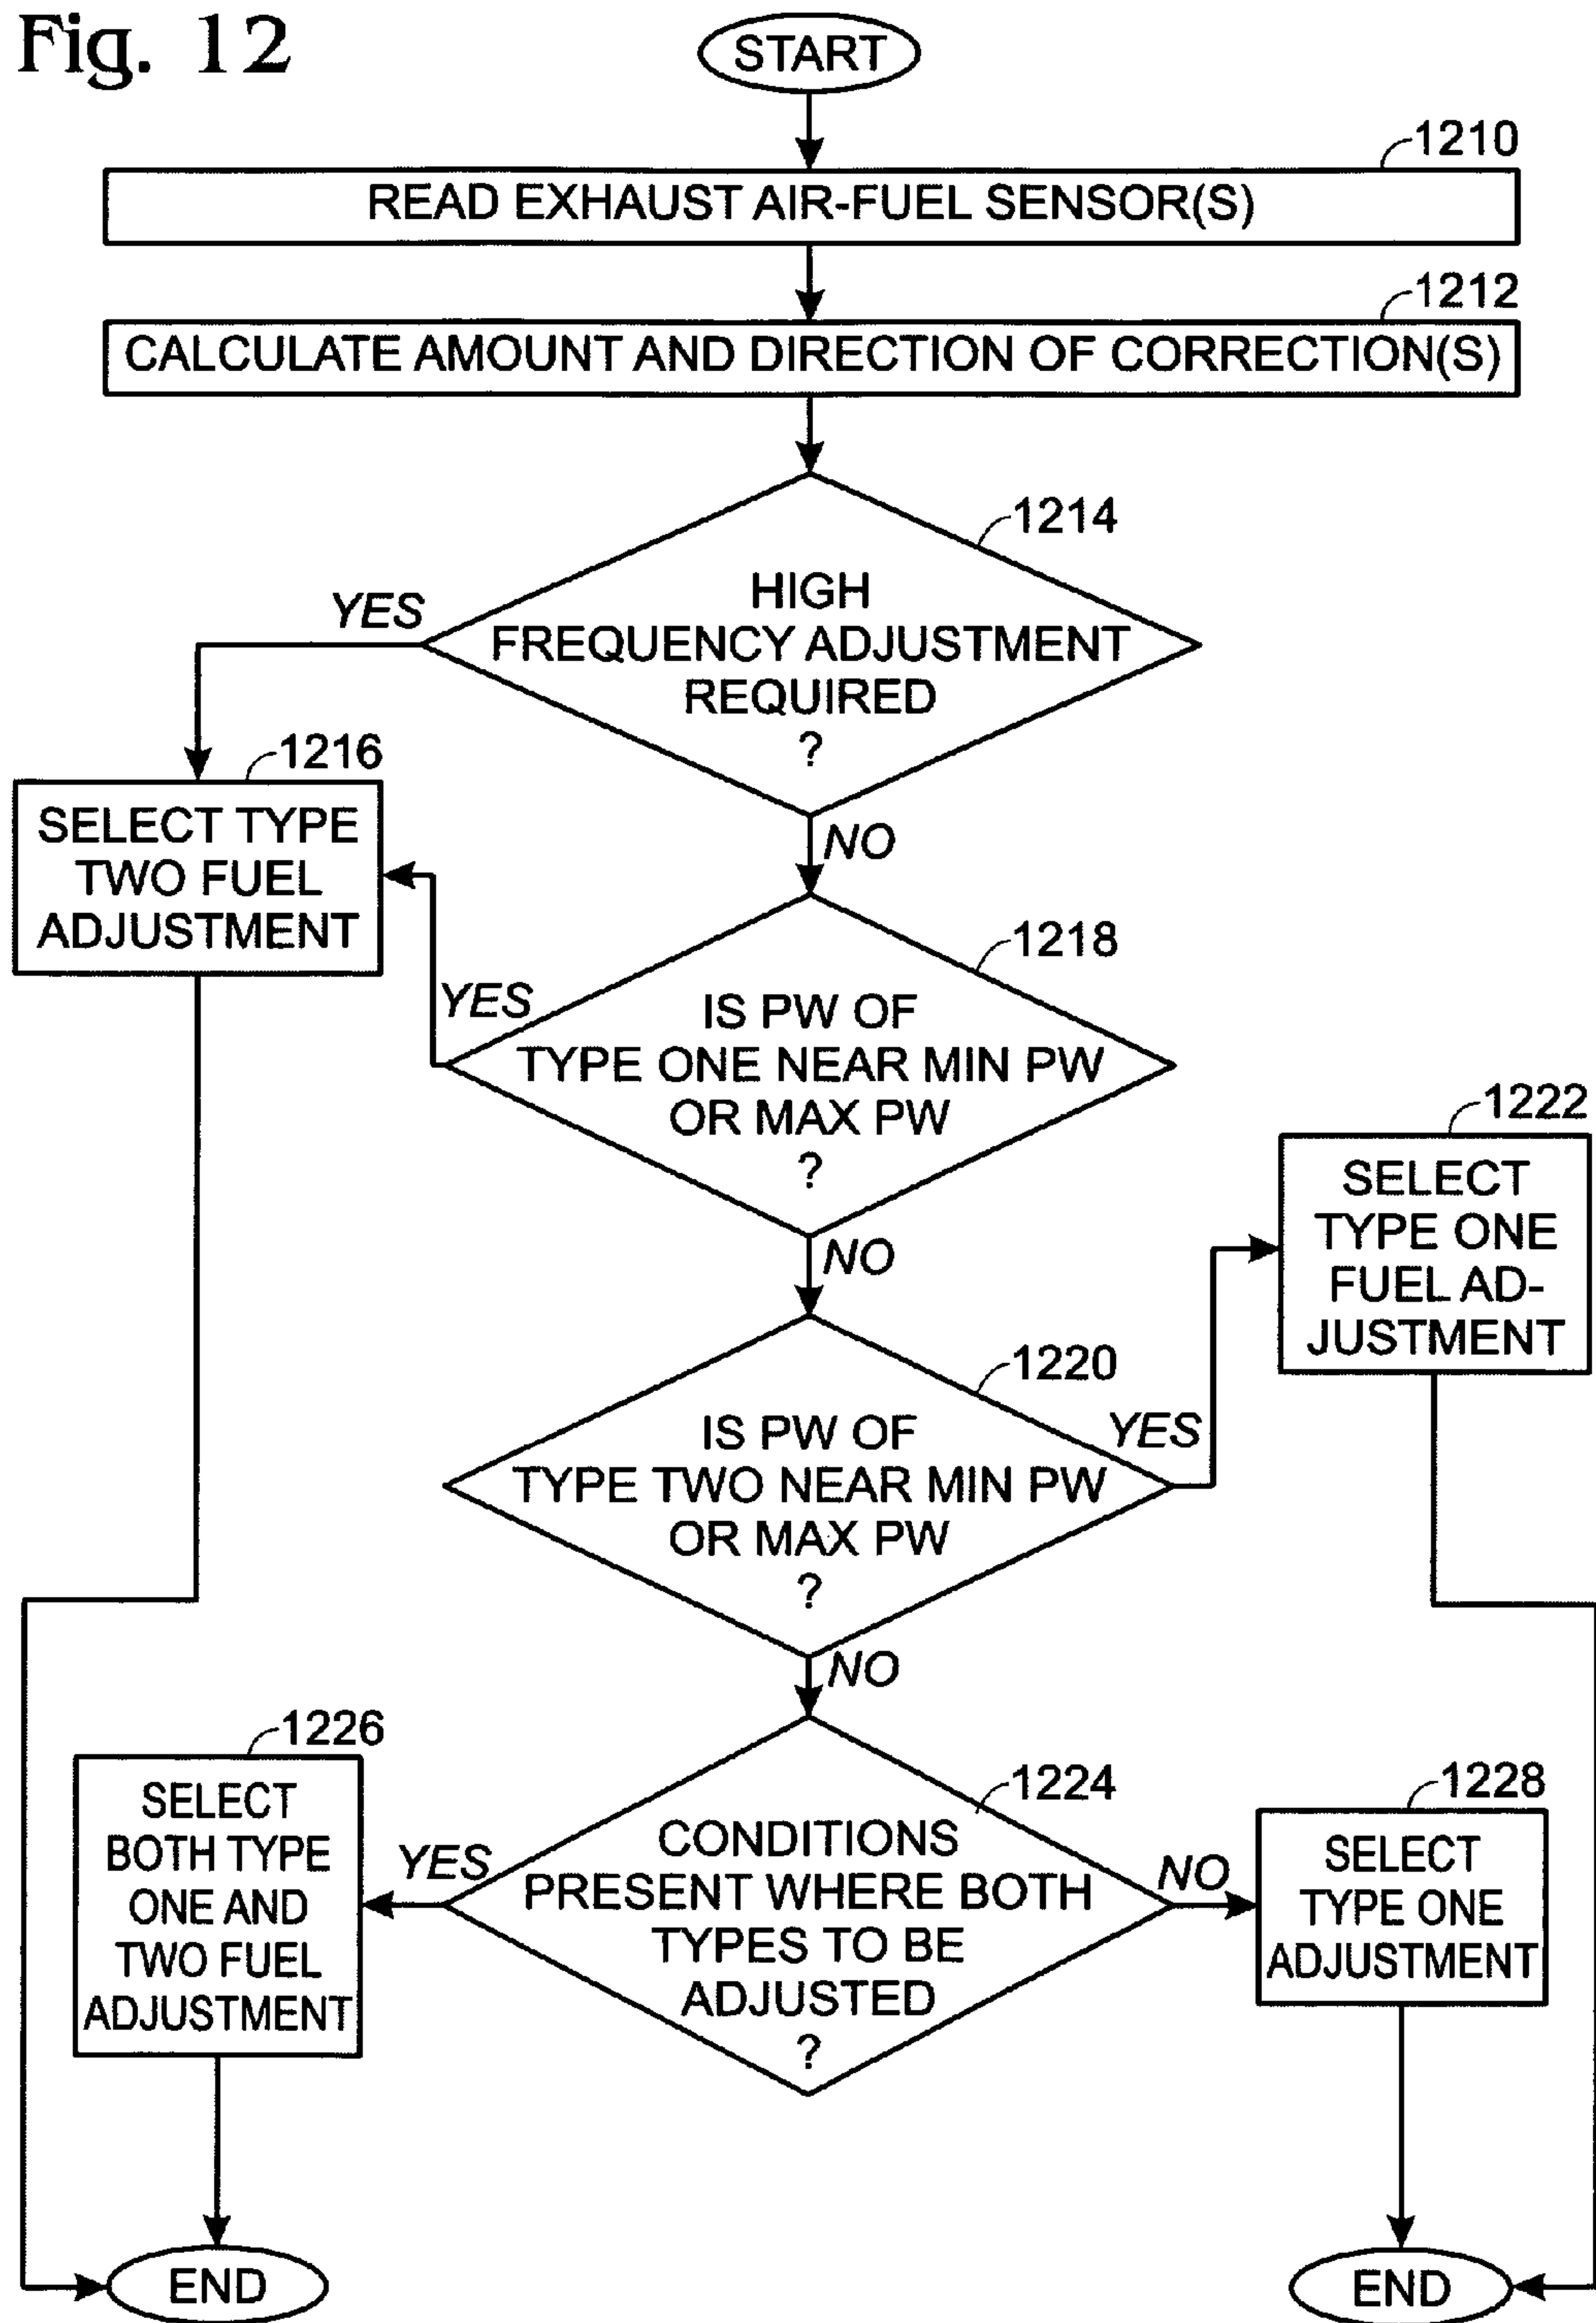 Fig. 12
START
1210
READ EXHAUST AIR-FUEL SENSOR(S)
1212
CALCULATE AMOUNT AND DIRECTION OF CORRECTION(S)
1214
HIGH
FREQUENCY ADJUSTMENT
REQUIRED
?
YES
NO
1216
SELECT TYPE
TWO FUEL
ADJUSTMENT
1218
IS PW OF
TYPE ONE NEAR MIN PW
OR MAX PW
?
YES
NO
1222
SELECT
TYPE ONE
FUEL AD-
JUSTMENT
1220
IS PW OF
TYPE TWO NEAR MIN PW
OR MAX PW
?
YES
NO
1226
SELECT
BOTH TYPE
ONE AND
TWO FUEL
ADJUSTMENT
1224
CONDITIONS
PRESENT WHERE BOTH
TYPES TO BE
ADJUSTED
?
YES
NO
1228
SELECT
TYPE ONE
ADJUSTMENT
END
END